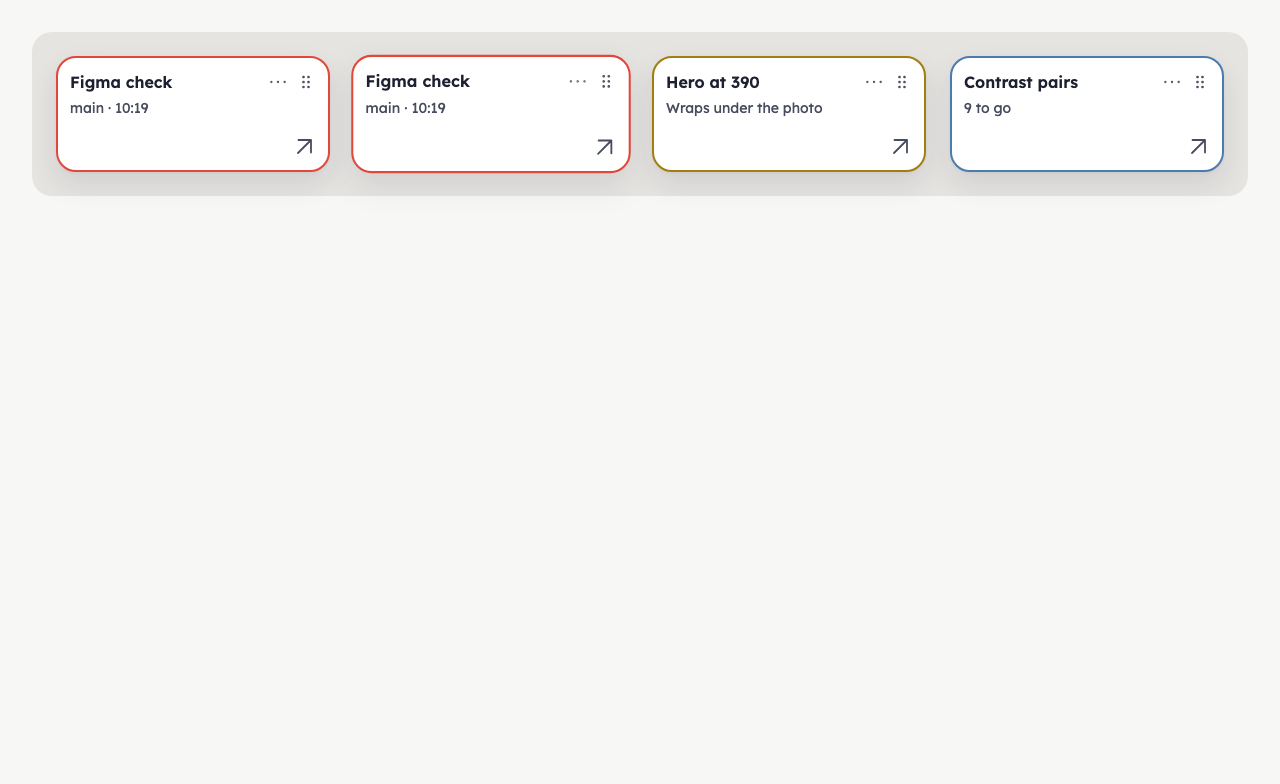 Figma check
main · 10:19
Figma check
main · 10:19
Hero at 390
Wraps under the photo
Contrast pairs
9 to go